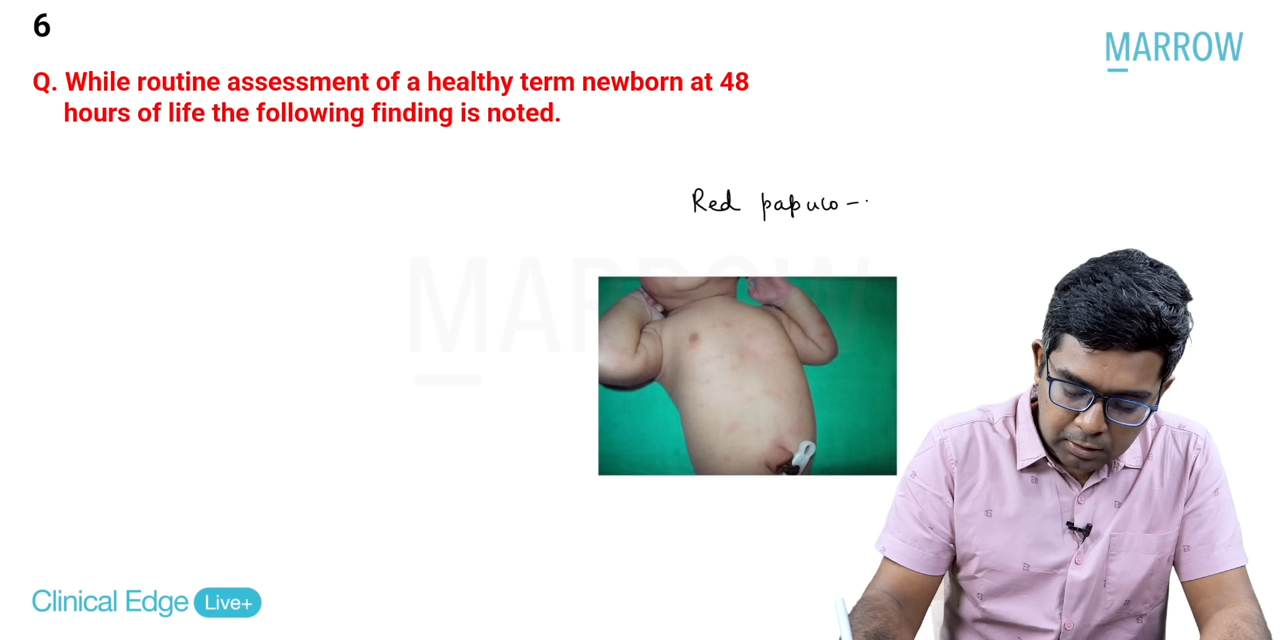 6
MARROW
Q. While routine assessment of a healthy term newborn at 48
hours of life the following finding is noted.
Red papulo -
MARROW
Clinical Edge Live+